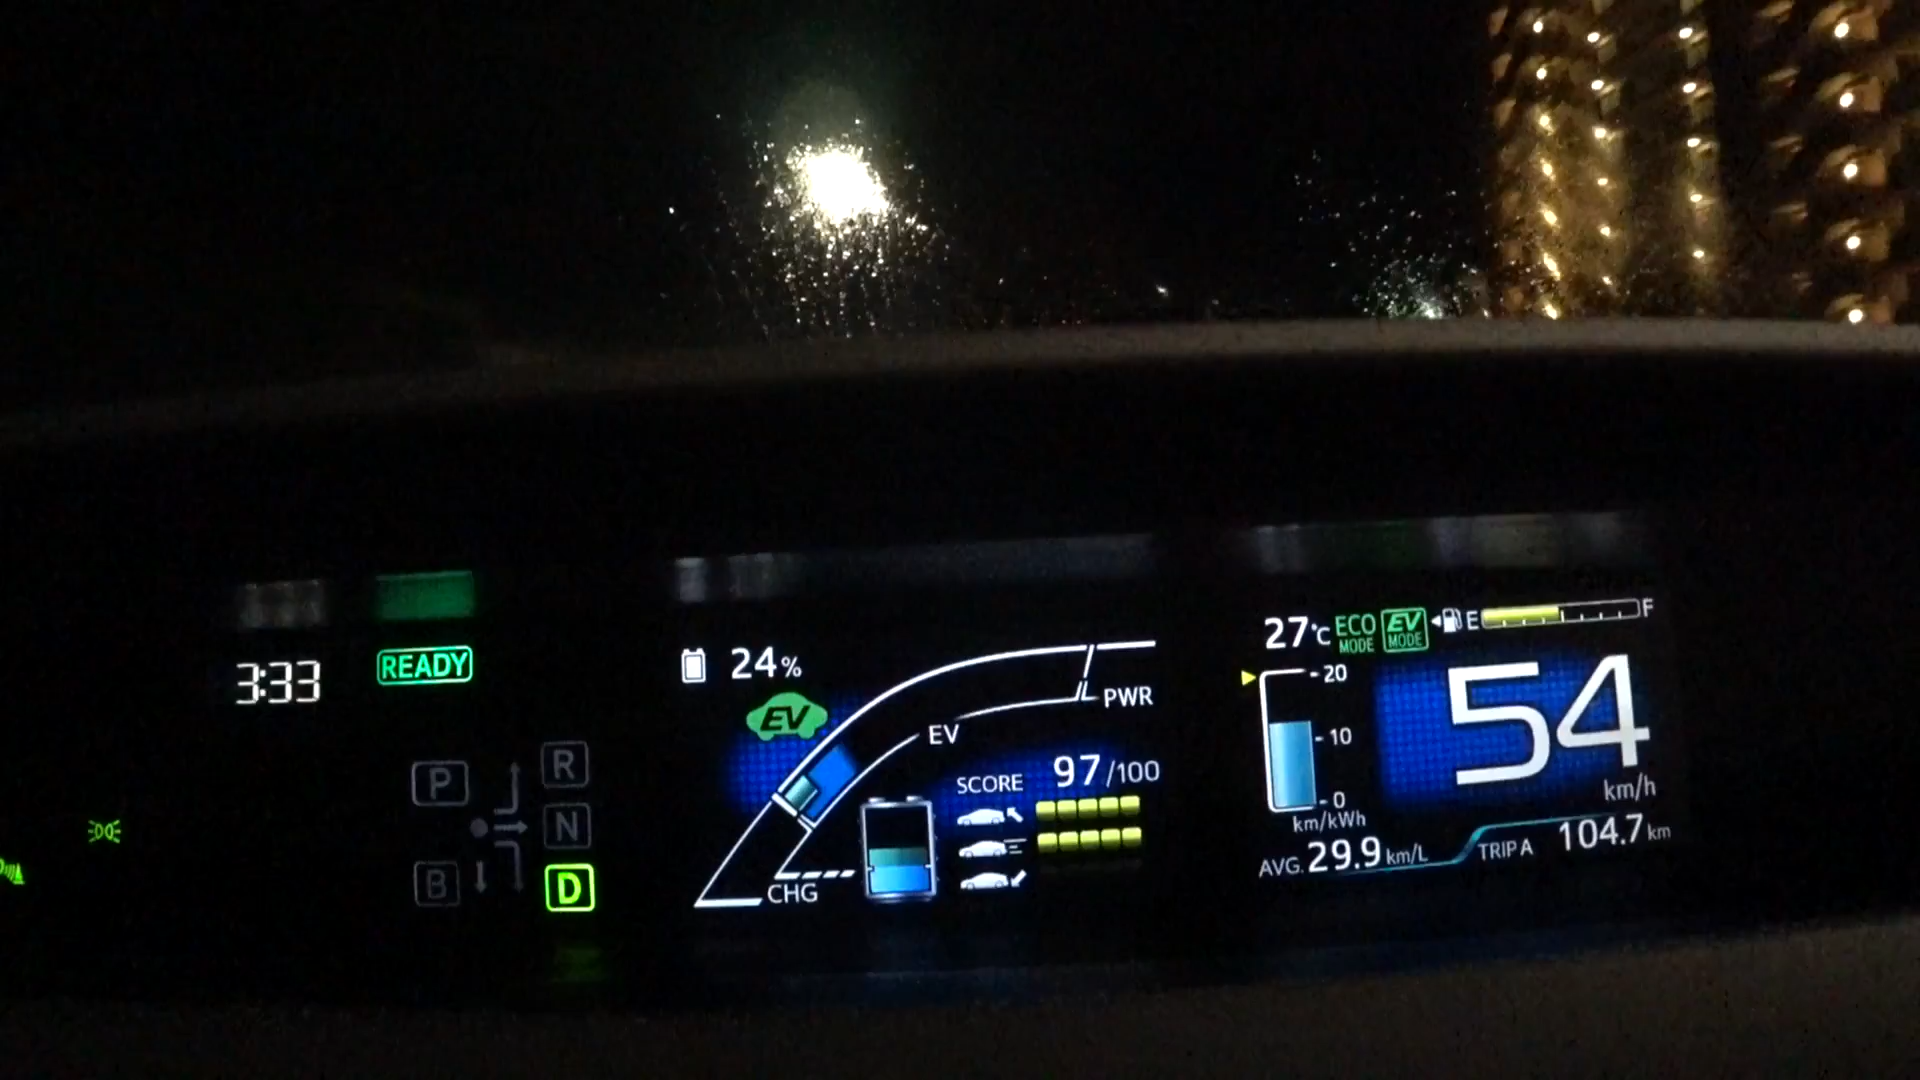 3:33
READY
P
R
N
B
D
24%
EV
PWR
EV
CHG
SCORE 97/100
27°C
ECO MODE
EV MODE
E
F
20
10
0
km/kWh
54
km/h
AVG. 29.9 km/L
TRIP A 104.7 km